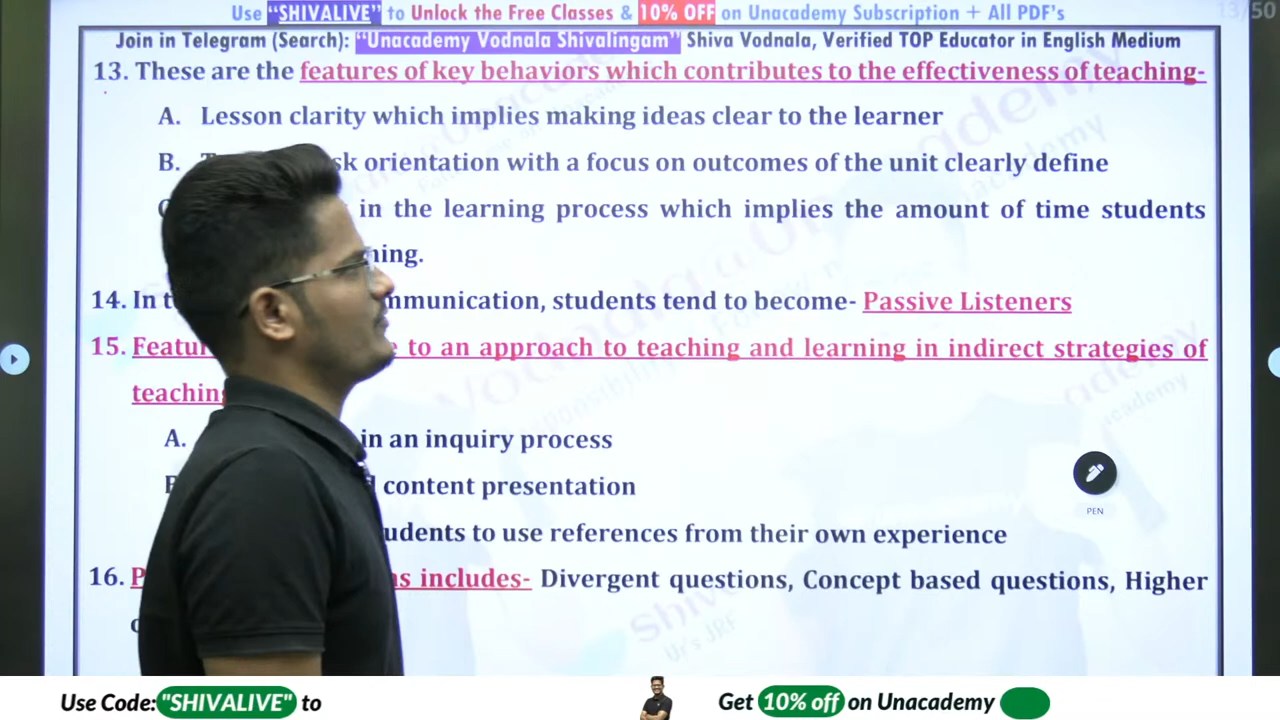 Use “SHIVALIVE” to Unlock the Free Classes & 10% OFF on Unacademy Subscription + All PDF’s
13/50
Join in Telegram (Search): “Unacademy Vodnala Shivalingam” Shiva Vodnala, Verified TOP Educator in English Medium
13. These are the features of key behaviors which contributes to the effectiveness of teaching-
A. Lesson clarity which implies making ideas clear to the learner
B. orientation with a focus on outcomes of the unit clearly define
in the learning process which implies the amount of time students
14. In communication, students tend to become- Passive Listeners
15. to an approach to teaching and learning in indirect strategies of
teaching
A. in an inquiry process
content presentation
to use references from their own experience
16. includes- Divergent questions, Concept based questions, Higher
PEN
Use Code: "SHIVALIVE" to
Get 10% off on Unacademy